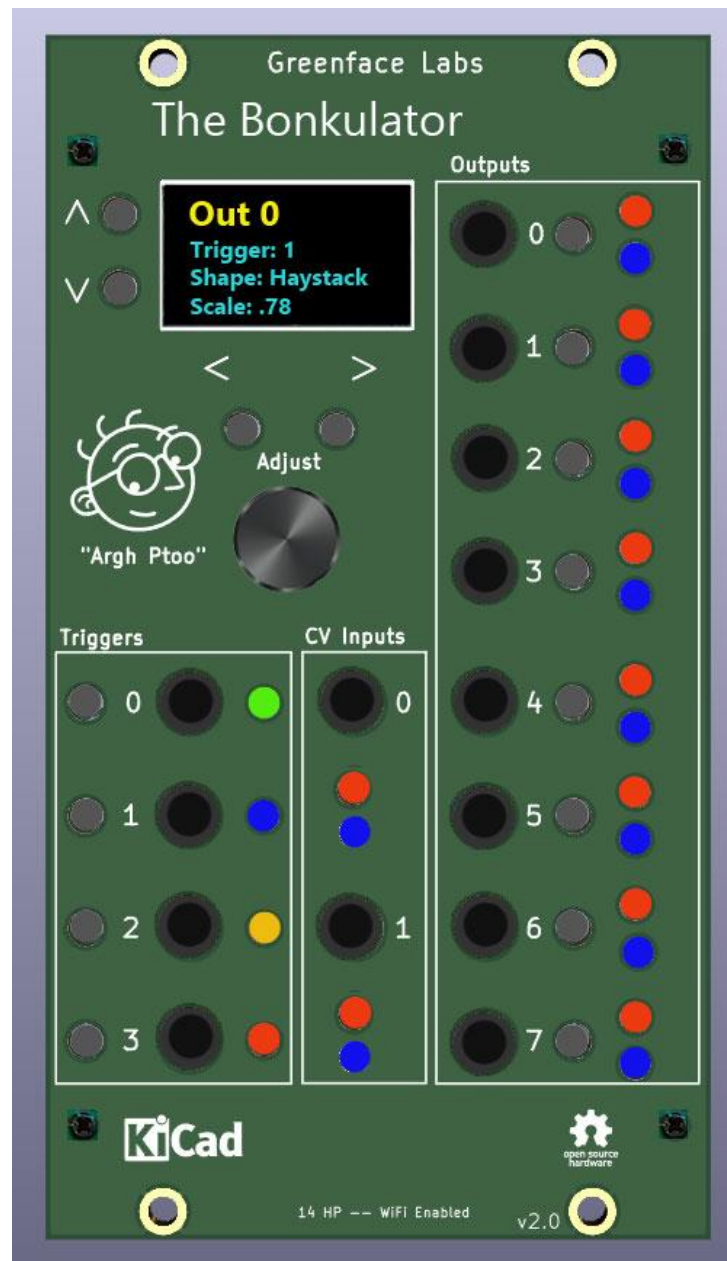 Greenface Labs
The Bonkulator
Outputs
Out 0
Trigger: 1
Shape: Haystack
Scale: .78
˄
˅
< >
Adjust
"Argh Ptoo"
0
1
2
3
4
5
6
7
Triggers
0
1
2
3
CV Inputs
0
1
KiCad
open source
hardware
14 HP -- WiFi Enabled
v2.0